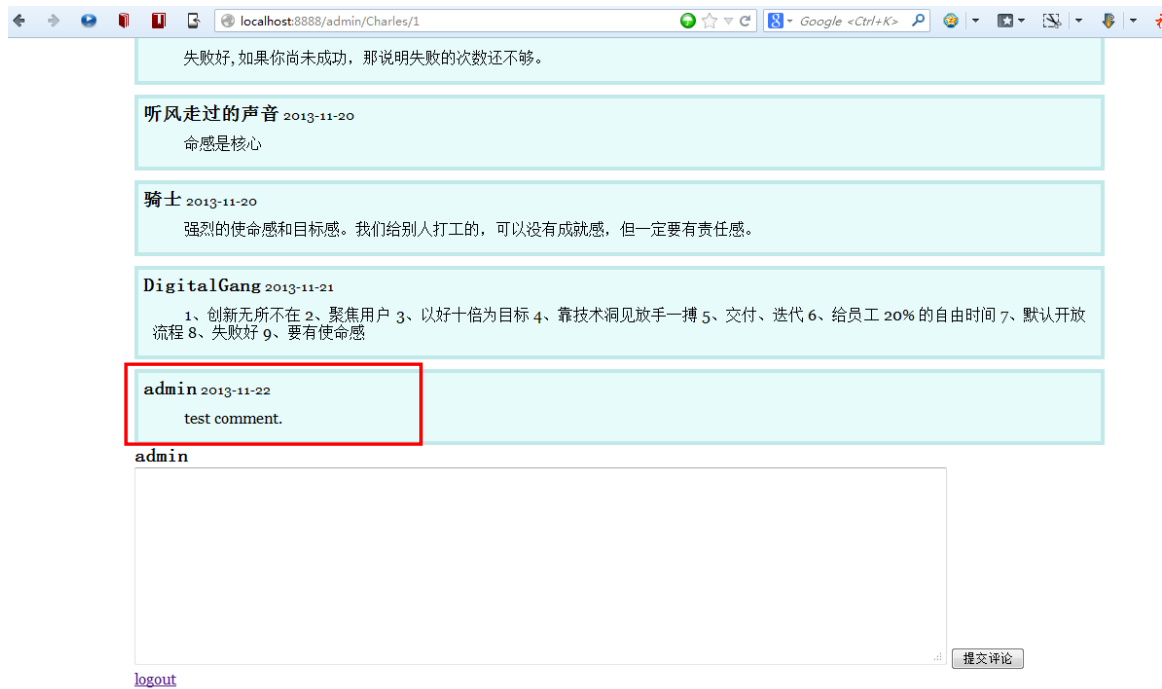 localhost:8888/admin/Charles/1
Google <Ctrl+K>
失败好,如果你尚未成功，那说明失败的次数还不够。
听风走过的声音 2013-11-20
命感是核心
骑士 2013-11-20
强烈的使命感和目标感。我们给别人打工的，可以没有成就感，但一定要有责任感。
DigitalGang 2013-11-21
1、创新无所不在 2、聚焦用户 3、以好十倍为目标 4、靠技术洞见放手一搏 5、交付、迭代 6、给员工 20% 的自由时间 7、默认开放
流程 8、失败好 9、要有使命感
admin 2013-11-22
test comment.
admin
提交评论
logout